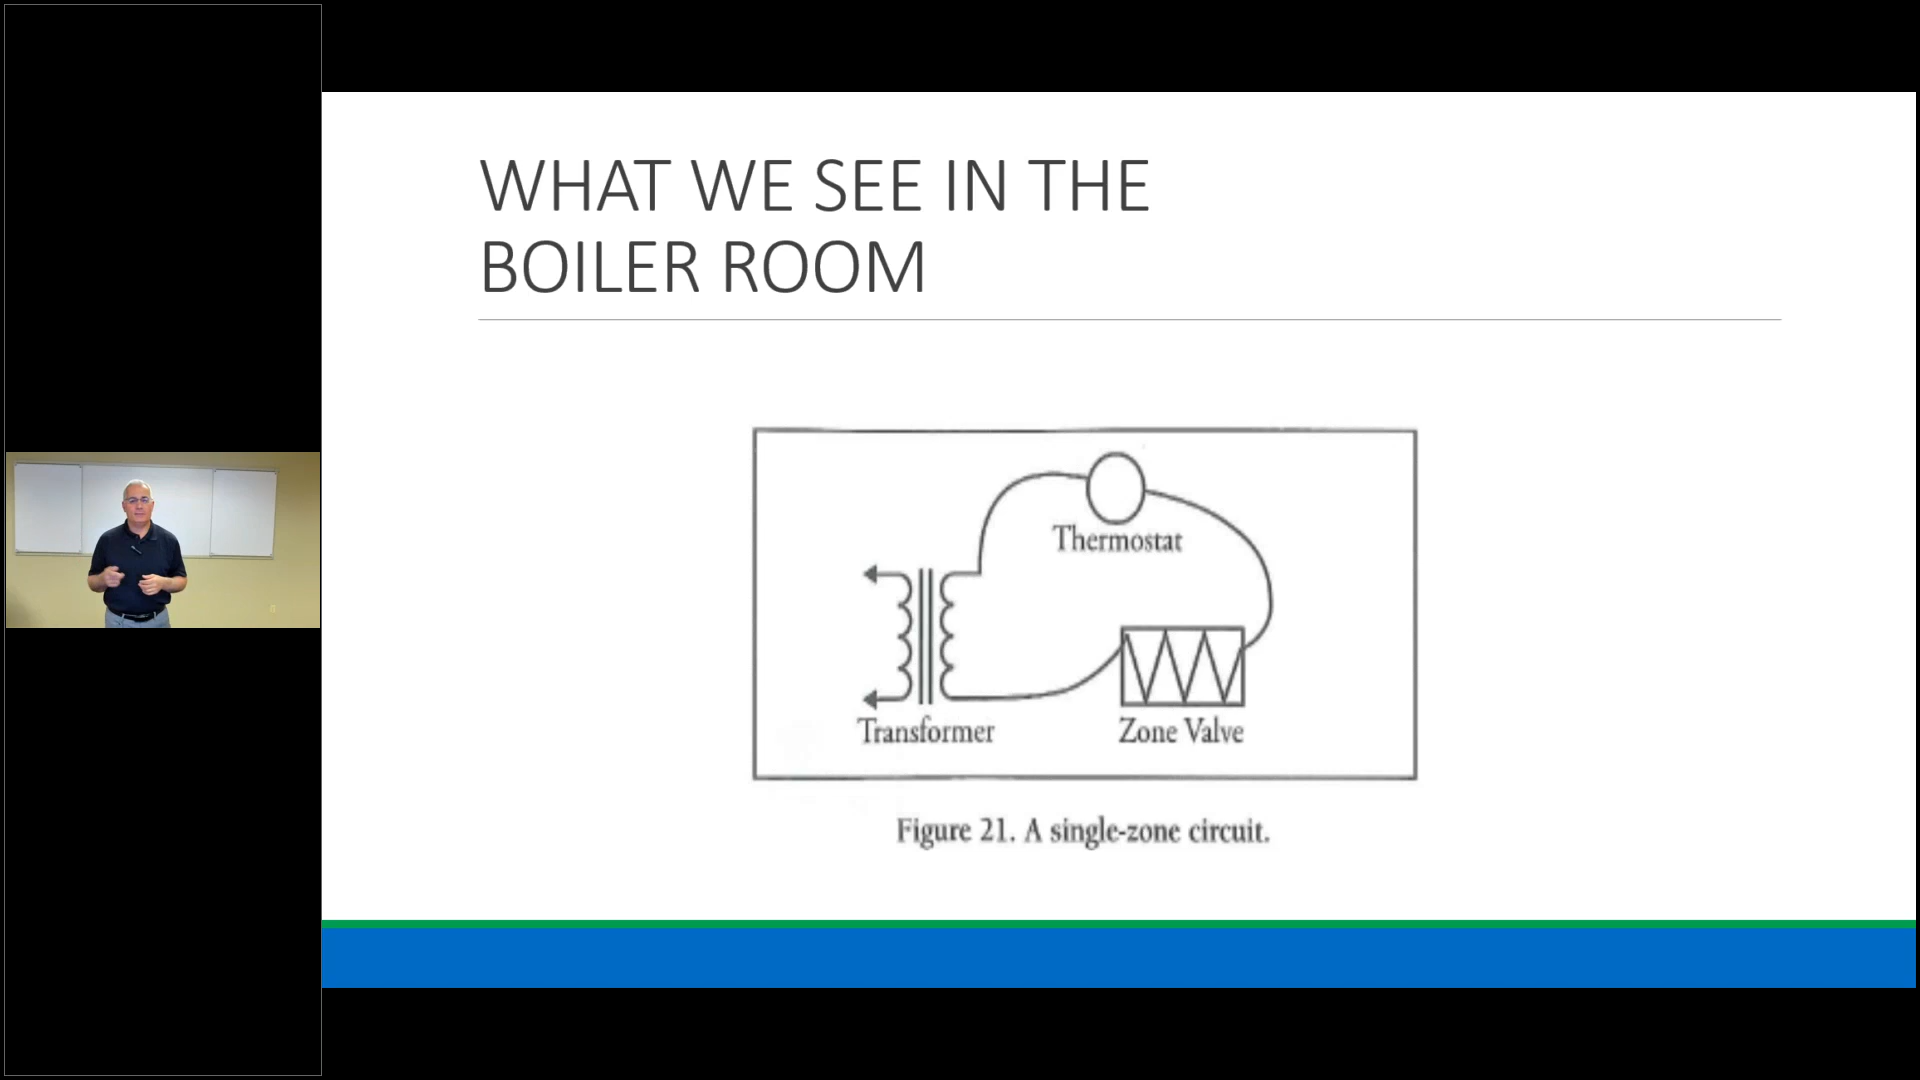 WHAT WE SEE IN THE
BOILER ROOM
Thermostat
Transformer
Zone Valve
Figure 21. A single-zone circuit.